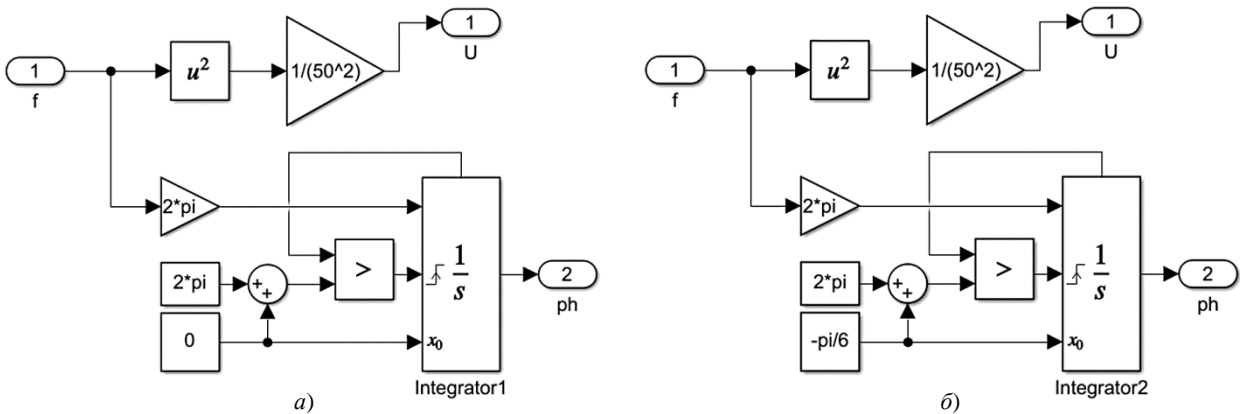 1
U
1
f
u²
1/(50^2)
2*pi
2*pi
+
+
>
0
1
s
x₀
2
ph
Integrator1
а)
1
U
1
f
u²
1/(50^2)
2*pi
2*pi
+
+
>
-pi/6
1
s
x₀
2
ph
Integrator2
б)